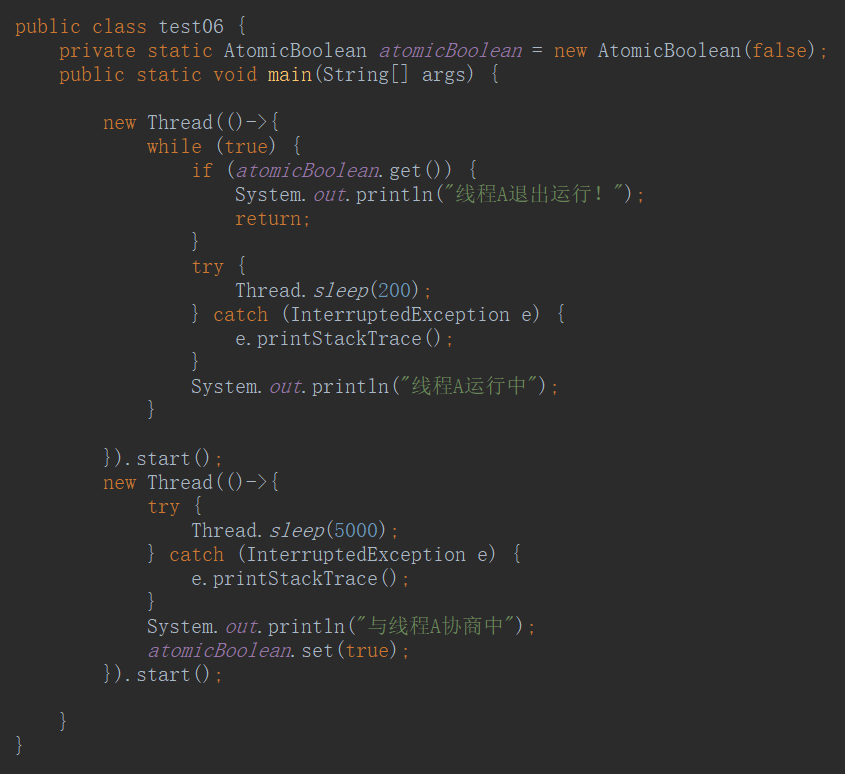 public class test06 {
    private static AtomicBoolean atomicBoolean = new AtomicBoolean(false);
    public static void main(String[] args) {
        new Thread(()->{
            while (true) {
                if (atomicBoolean.get()) {
                    System.out.println("线程A退出运行！");
                    return;
                }
                try {
                    Thread.sleep(200);
                } catch (InterruptedException e) {
                    e.printStackTrace();
                }
                System.out.println("线程A运行中");
            }
        }).start();
        new Thread(()->{
            try {
                Thread.sleep(5000);
            } catch (InterruptedException e) {
                e.printStackTrace();
            }
            System.out.println("与线程A协商中");
            atomicBoolean.set(true);
        }).start();
    }
}